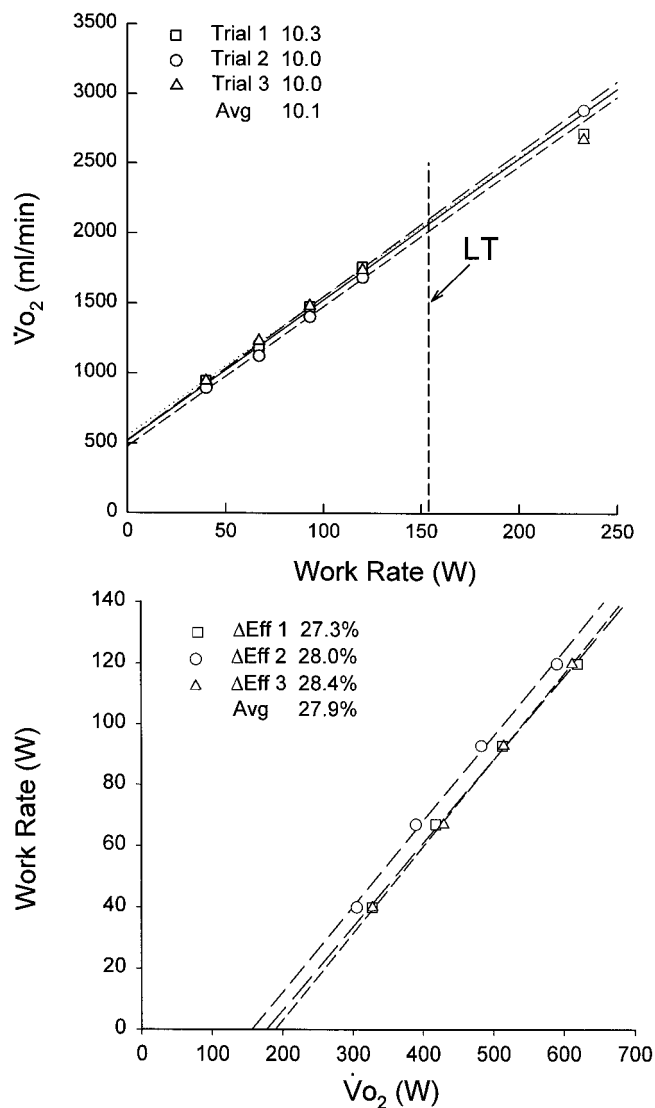 3500
3000
2500
2000
1500
1000
500
0
V̇o₂ (ml/min)
□ Trial 1 10.3
○ Trial 2 10.0
△ Trial 3 10.0
Avg 10.1
LT
0 50 100 150 200 250
Work Rate (W)
140
120
100
80
60
40
20
0
Work Rate (W)
ΔEff 1 □ 27.3%
ΔEff 2 ○ 28.0%
ΔEff 3 △ 28.4%
Avg 27.9%
0 100 200 300 400 500 600 700
V̇o₂ (W)